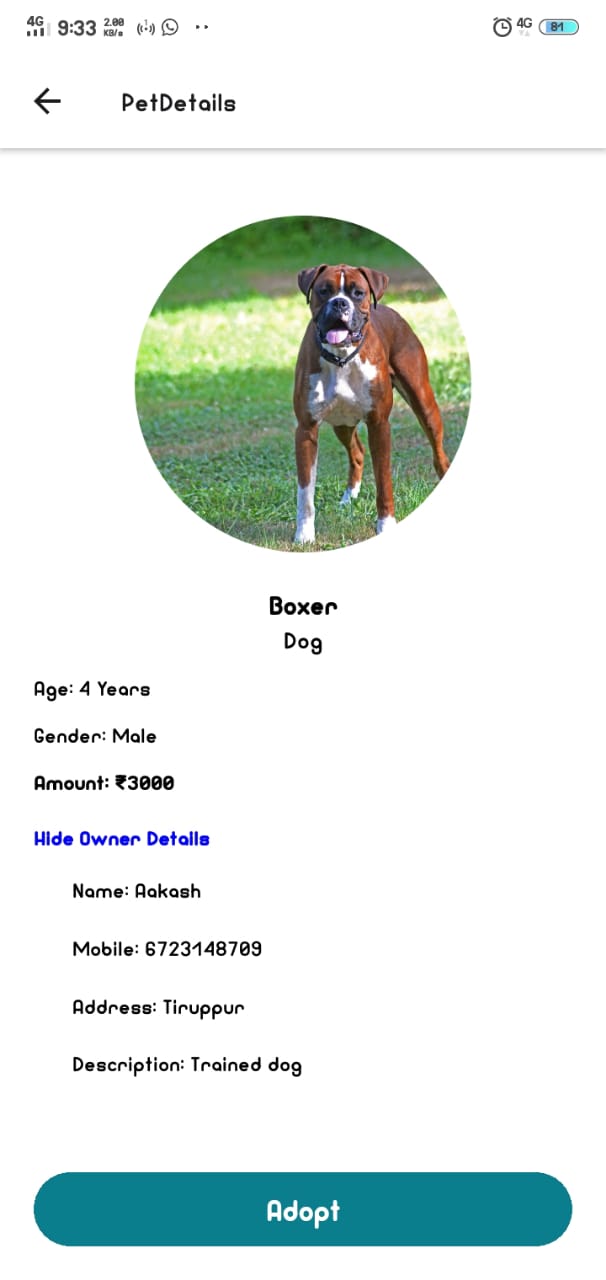 4G 9:33 2.00 KB/s 4G 81
PetDetails
Boxer
Dog
Age: 4 Years
Gender: Male
Amount: ₹3000
Hide Owner Details
Name: Aakash
Mobile: 6723148709
Address: Tiruppur
Description: Trained dog
Adopt